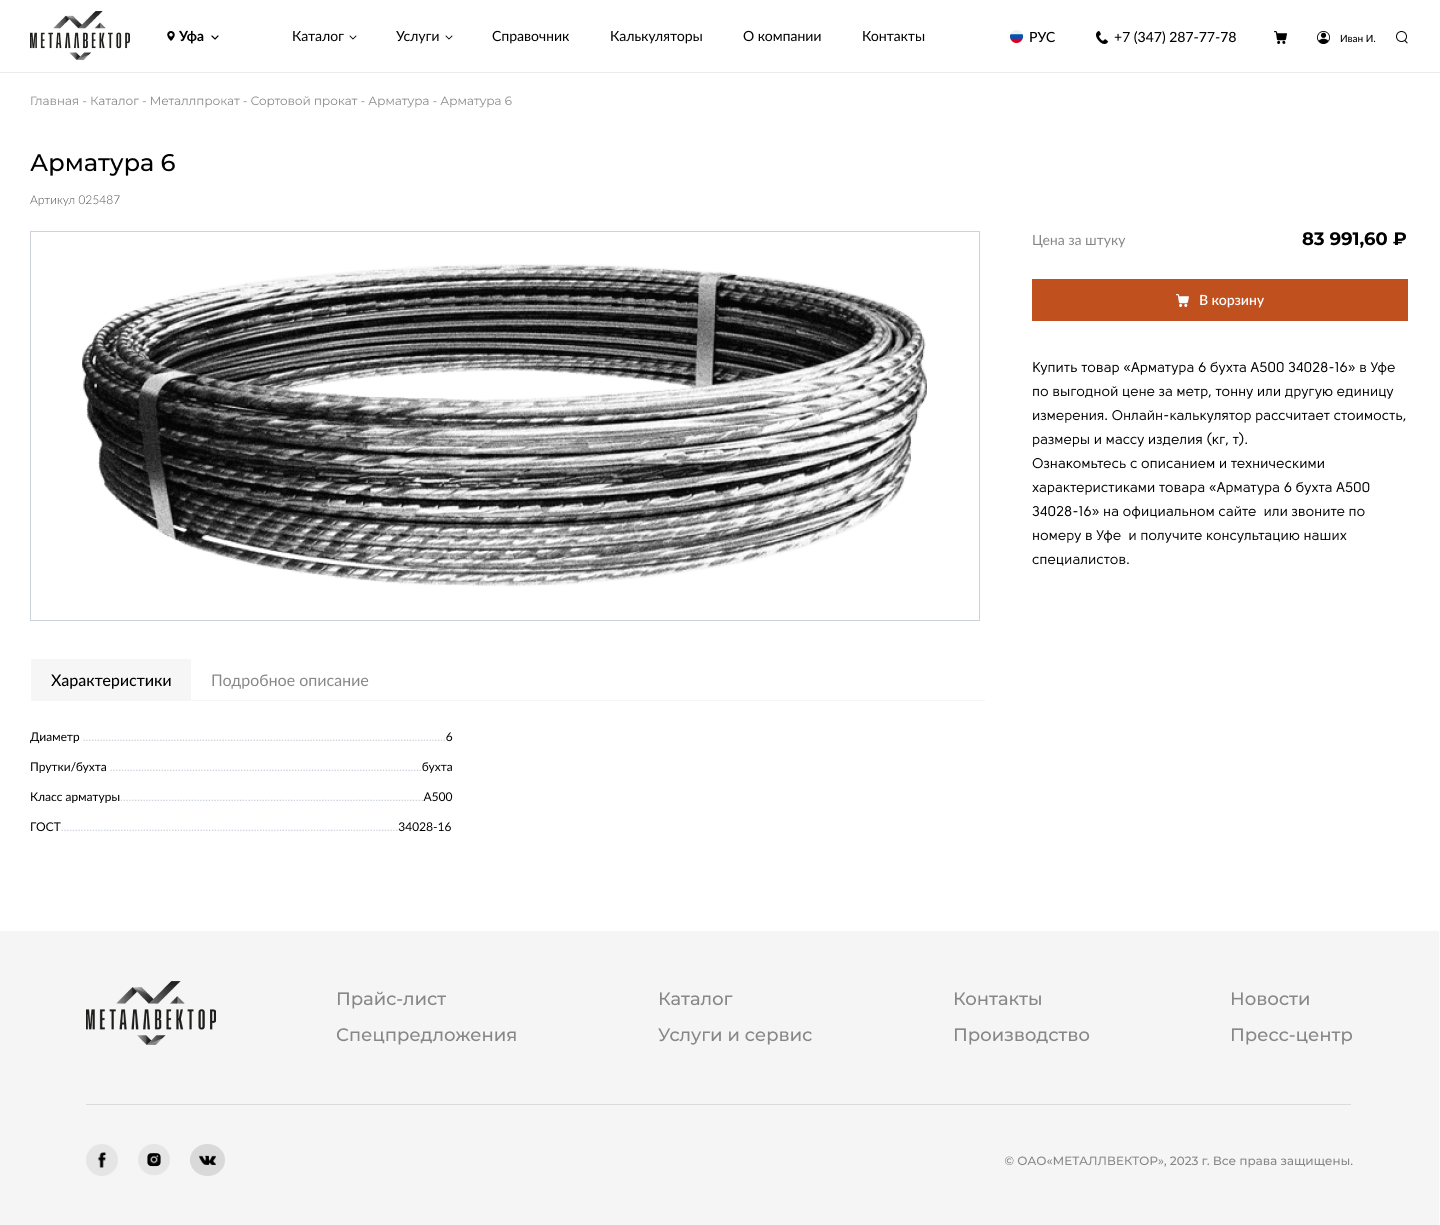 МЕТАЛЛВЕКТОР
Уфа
Каталог
Услуги
Справочник
Калькуляторы
О компании
Контакты
РУС
+7 (347) 287-77-78
Иван И.
Главная - Каталог - Металлпрокат - Сортовой прокат - Арматура - Арматура 6
Арматура 6
Артикул 025487
Цена за штуку 83 991,60 ₽
В корзину
Купить товар «Арматура 6 бухта А500 34028-16» в Уфе
по выгодной цене за метр, тонну или другую единицу
измерения. Онлайн-калькулятор рассчитает стоимость,
размеры и массу изделия (кг, т).
Ознакомьтесь с описанием и техническими
характеристиками товара «Арматура 6 бухта А500
34028-16» на официальном сайте или звоните по
номеру в Уфе и получите консультацию наших
специалистов.
Характеристики
Подробное описание
Диаметр 6
Прутки/бухта бухта
Класс арматуры А500
ГОСТ 34028-16
МЕТАЛЛВЕКТОР
Прайс-лист
Спецпредложения
Каталог
Услуги и сервис
Контакты
Производство
Новости
Пресс-центр
© ОАО«МЕТАЛЛВЕКТОР», 2023 г. Все права защищены.